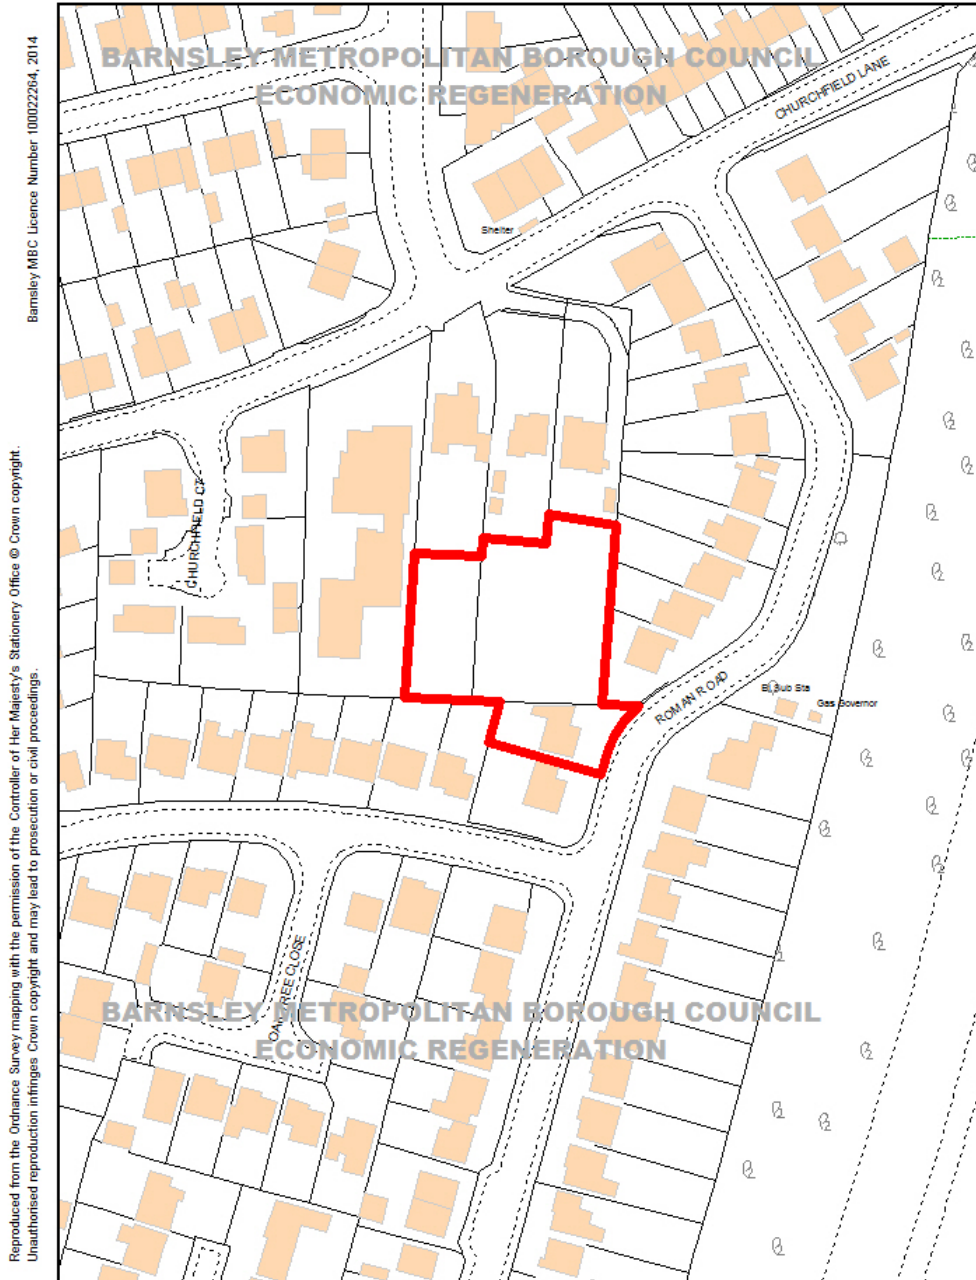 BARNSLEY METROPOLITAN BOROUGH COUNCIL
ECONOMIC REGENERATION
CHURCHFIELD LANE
Shelter
CHURCHFIELD CZ
ROMAN ROAD
El Sub Sta
Gas Governor
OAK TREE CLOSE
BARNSLEY METROPOLITAN BOROUGH COUNCIL
ECONOMIC REGENERATION
Reproduced from the Ordnance Survey mapping with the permission of the Controller of Her Majesty's Stationery Office © Crown copyright.
Unauthorised reproduction infringes Crown copyright and may lead to prosecution or civil proceedings.
Barnsley MBC Licence Number 100022264, 2014